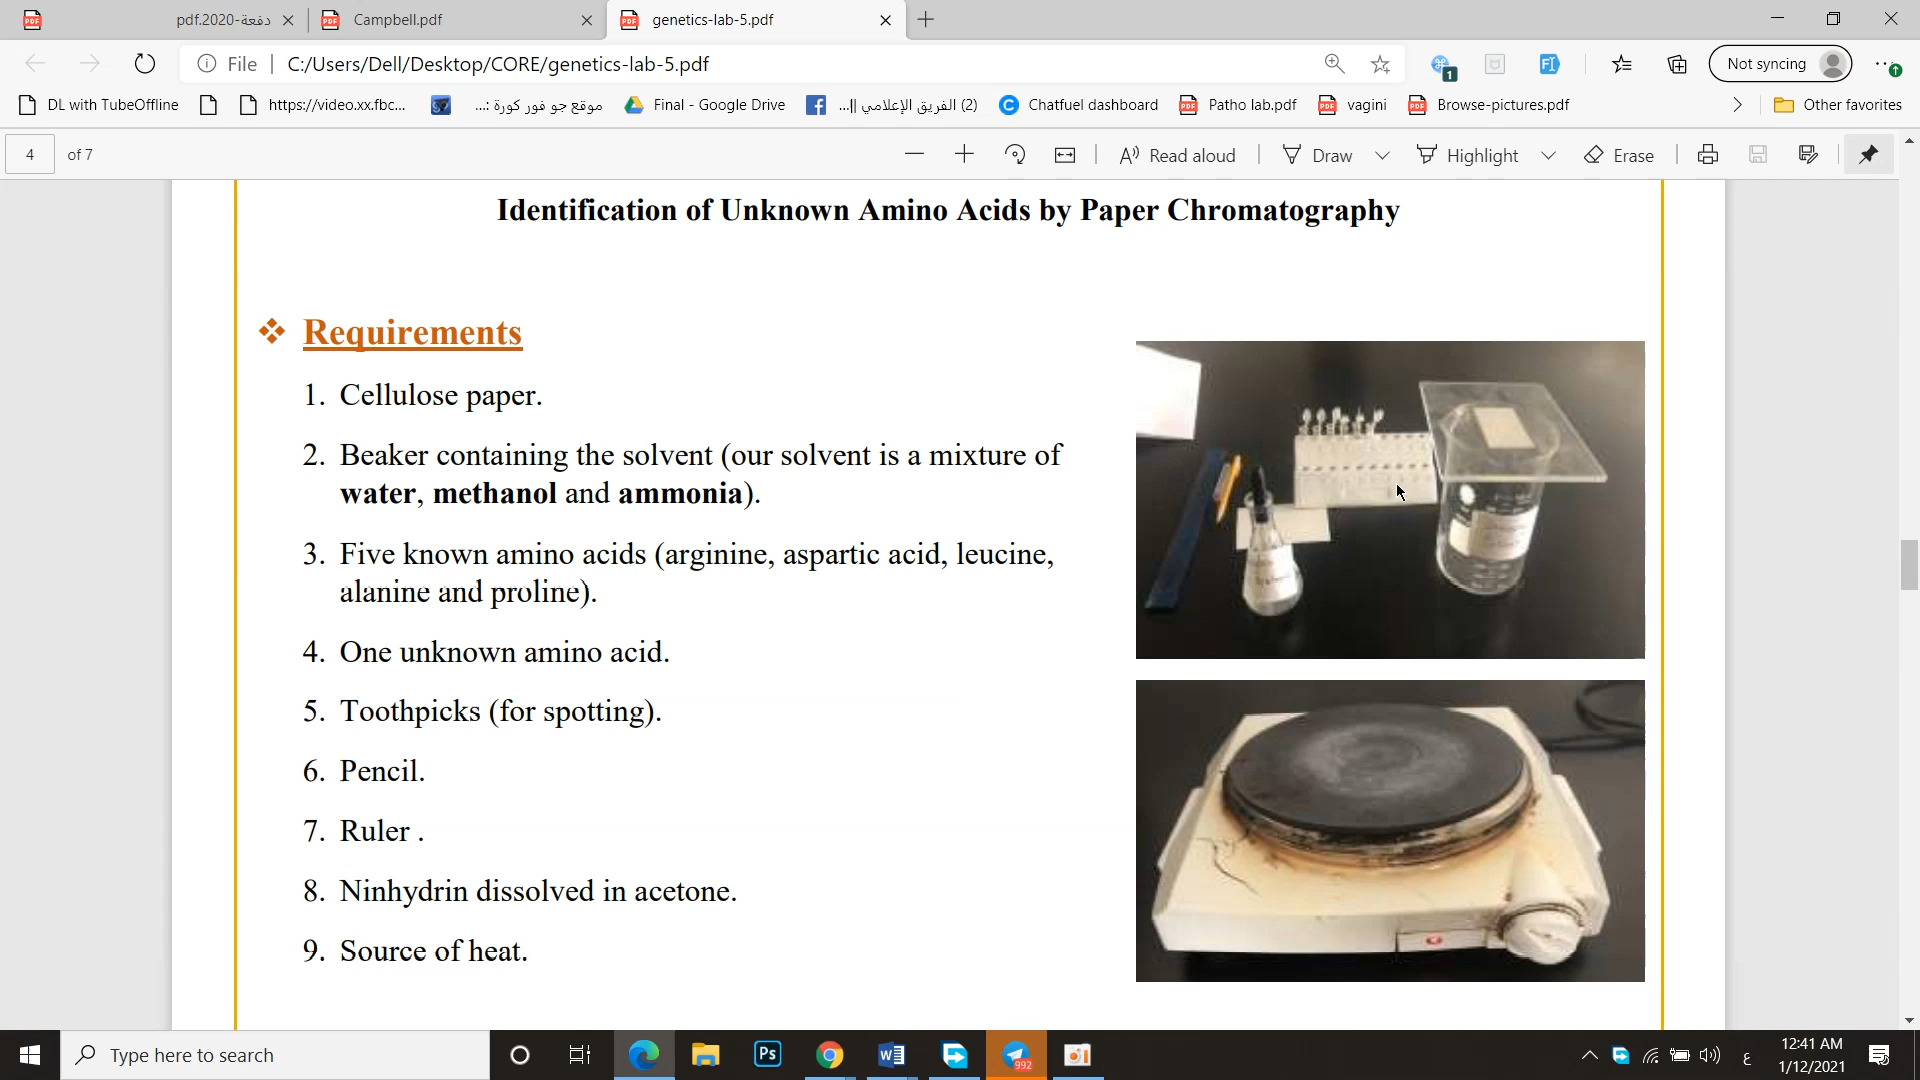 pdf.2020-دفعة
Campbell.pdf
genetics-lab-5.pdf
File
C:/Users/Dell/Desktop/CORE/genetics-lab-5.pdf
1
Not syncing
DL with TubeOffline
https://video.xx.fbc...
موقع جو فور كورة :...
Final - Google Drive
(2) الفريق الإعلامي ||...
Chatfuel dashboard
Patho lab.pdf
vagini
Browse-pictures.pdf
Other favorites
4 of 7
Read aloud
Draw
Highlight
Erase
Identification of Unknown Amino Acids by Paper Chromatography
Requirements
1. Cellulose paper.
2. Beaker containing the solvent (our solvent is a mixture of
water, methanol and ammonia).
3. Five known amino acids (arginine, aspartic acid, leucine,
alanine and proline).
4. One unknown amino acid.
5. Toothpicks (for spotting).
6. Pencil.
7. Ruler .
8. Ninhydrin dissolved in acetone.
9. Source of heat.
Type here to search
Ps
992
ع
12:41 AM
1/12/2021